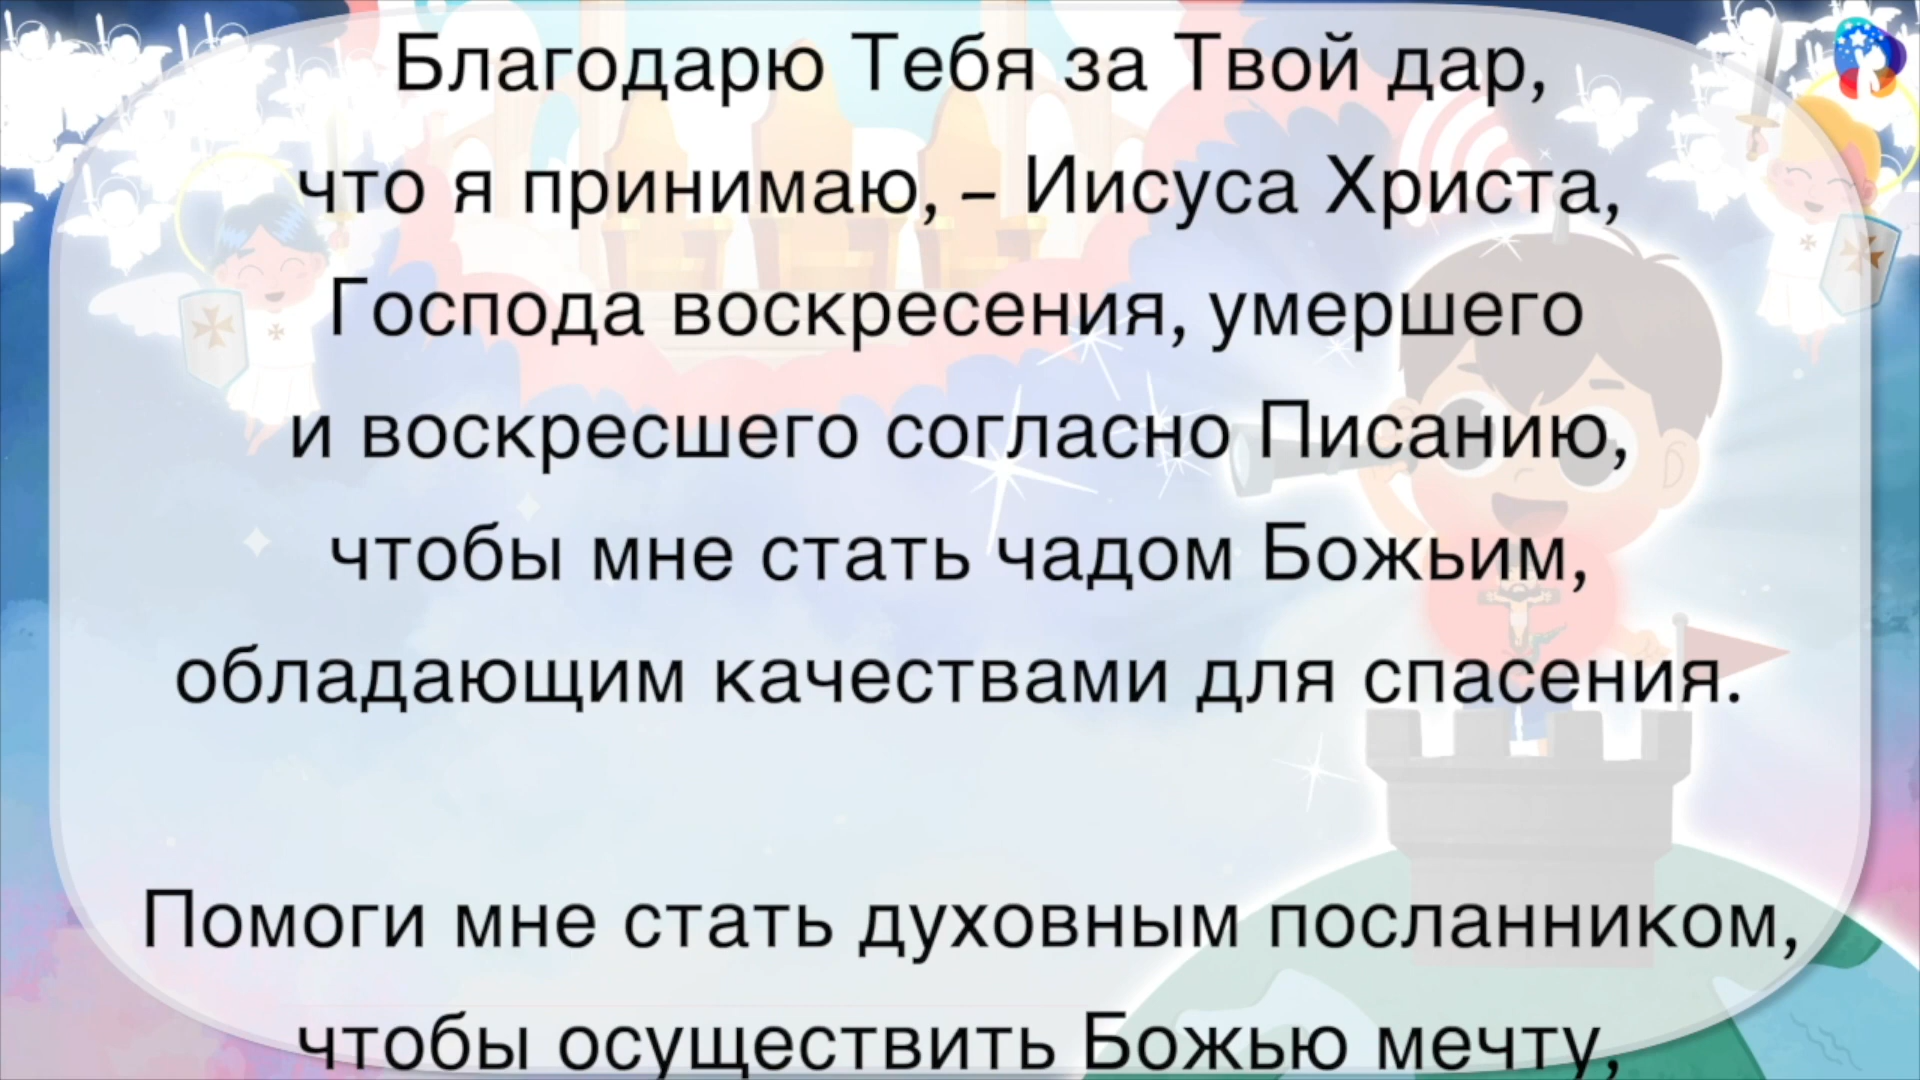 Благодарю Тебя за Твой дар,
что я принимаю, – Иисуса Христа,
Господа воскресения, умершего
и воскресшего согласно Писанию,
чтобы мне стать чадом Божьим,
обладающим качествами для спасения.
Помоги мне стать духовным посланником,
чтобы осуществить Божью мечту,